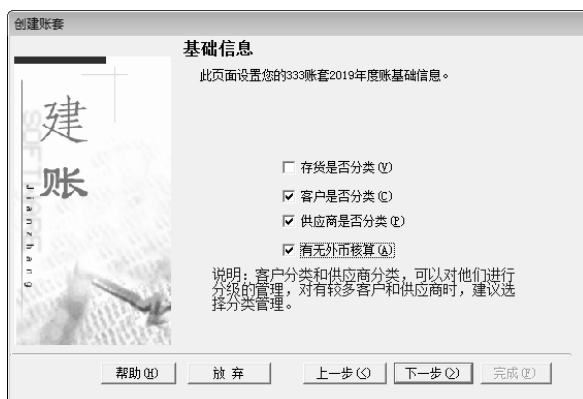 创建账套
基础信息
此页面设置您的333账套2019年度账基础信息。
建
账
Jianzhang
存货是否分类(Y)
客户是否分类(C)
供应商是否分类(P)
有无外币核算(A)
说明：客户分类和供应商分类，可以对他们进行
分级的管理，对有较多客户和供应商时，建议选
择分类管理。
帮助(H)
放弃
上一步(<)
下一步(>)
完成(F)